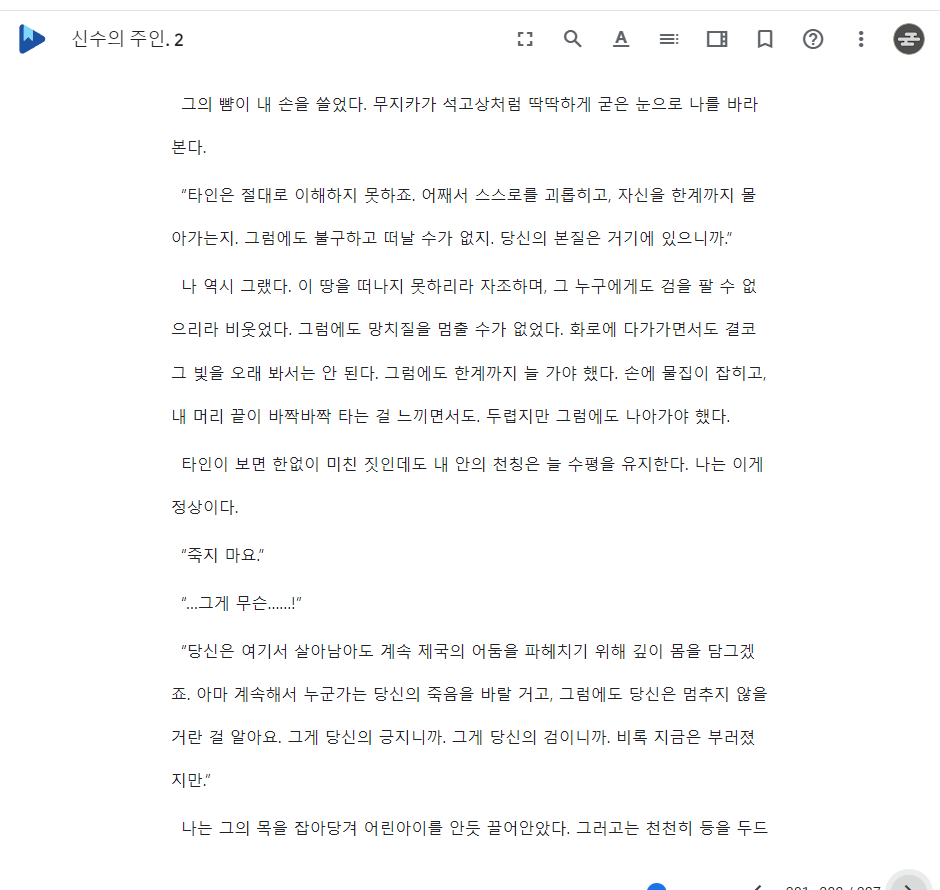 신수의 주인. 2
그의 뺨이 내 손을 쓸었다. 무지카가 석고상처럼 딱딱하게 굳은 눈으로 나를 바라
본다.
“타인은 절대로 이해하지 못하죠. 어째서 스스로를 괴롭히고, 자신을 한계까지 몰
아가는지. 그럼에도 불구하고 떠날 수가 없지. 당신의 본질은 거기에 있으니까.”
나 역시 그랬다. 이 땅을 떠나지 못하리라 자조하며, 그 누구에게도 검을 팔 수 없
으리라 비웃었다. 그럼에도 망치질을 멈출 수가 없었다. 화로에 다가가면서도 결코
그 빛을 오래 봐서는 안 된다. 그럼에도 한계까지 늘 가야 했다. 손에 물집이 잡히고,
내 머리 끝이 바짝바짝 타는 걸 느끼면서도. 두렵지만 그럼에도 나아가야 했다.
타인이 보면 한없이 미친 짓인데도 내 안의 천칭은 늘 수평을 유지한다. 나는 이게
정상이다.
“죽지 마요.”
“...그게 무슨......!”
“당신은 여기서 살아남아도 계속 제국의 어둠을 파헤치기 위해 깊이 몸을 담그겠
죠. 아마 계속해서 누군가는 당신의 죽음을 바랄 거고, 그럼에도 당신은 멈추지 않을
거란 걸 알아요. 그게 당신의 긍지니까. 그게 당신의 검이니까. 비록 지금은 부러졌
지만.”
나는 그의 목을 잡아당겨 어린아이를 안듯 끌어안았다. 그러고는 천천히 등을 두드